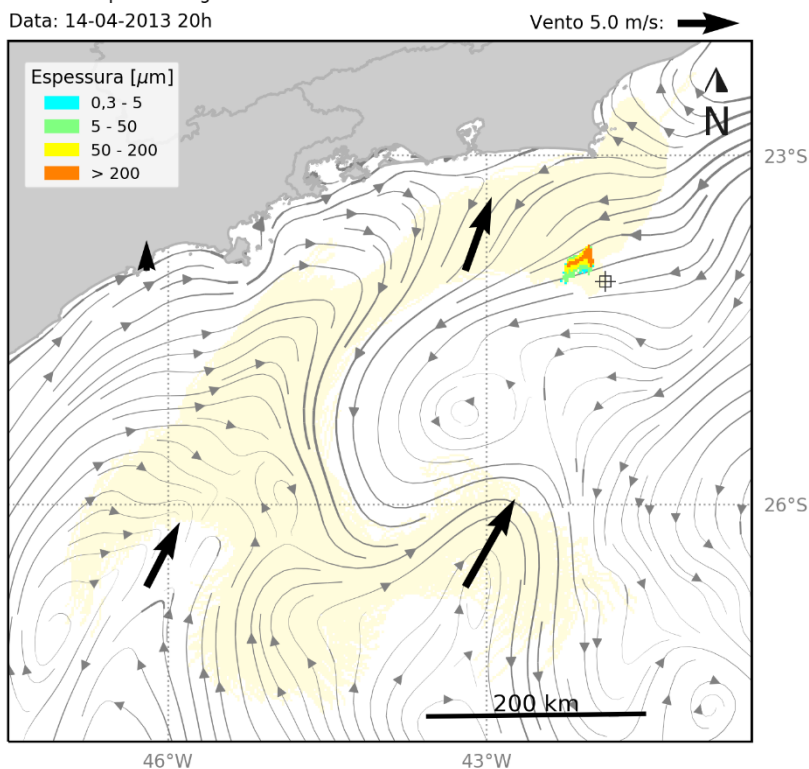 Data: 14-04-2013 20h
Vento 5.0 m/s:
Espessura [μm]
0,3 - 5
5 - 50
50 - 200
> 200
N
23°S
26°S
200 km
46°W
43°W